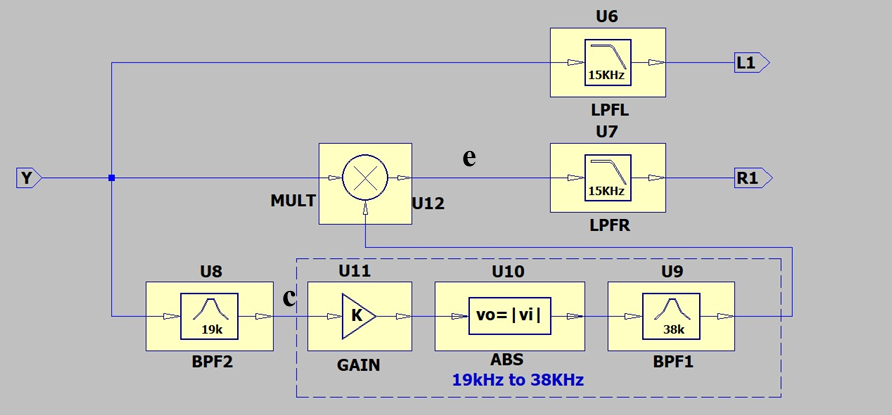 U6
15KHz
L1
LPFL
U7
e
Y
15KHz
R1
MULT
U12
LPFR
U8
U11
U10
U9
c
19k
K
vo=|vi|
38k
BPF2
GAIN
ABS
BPF1
19kHz to 38KHz